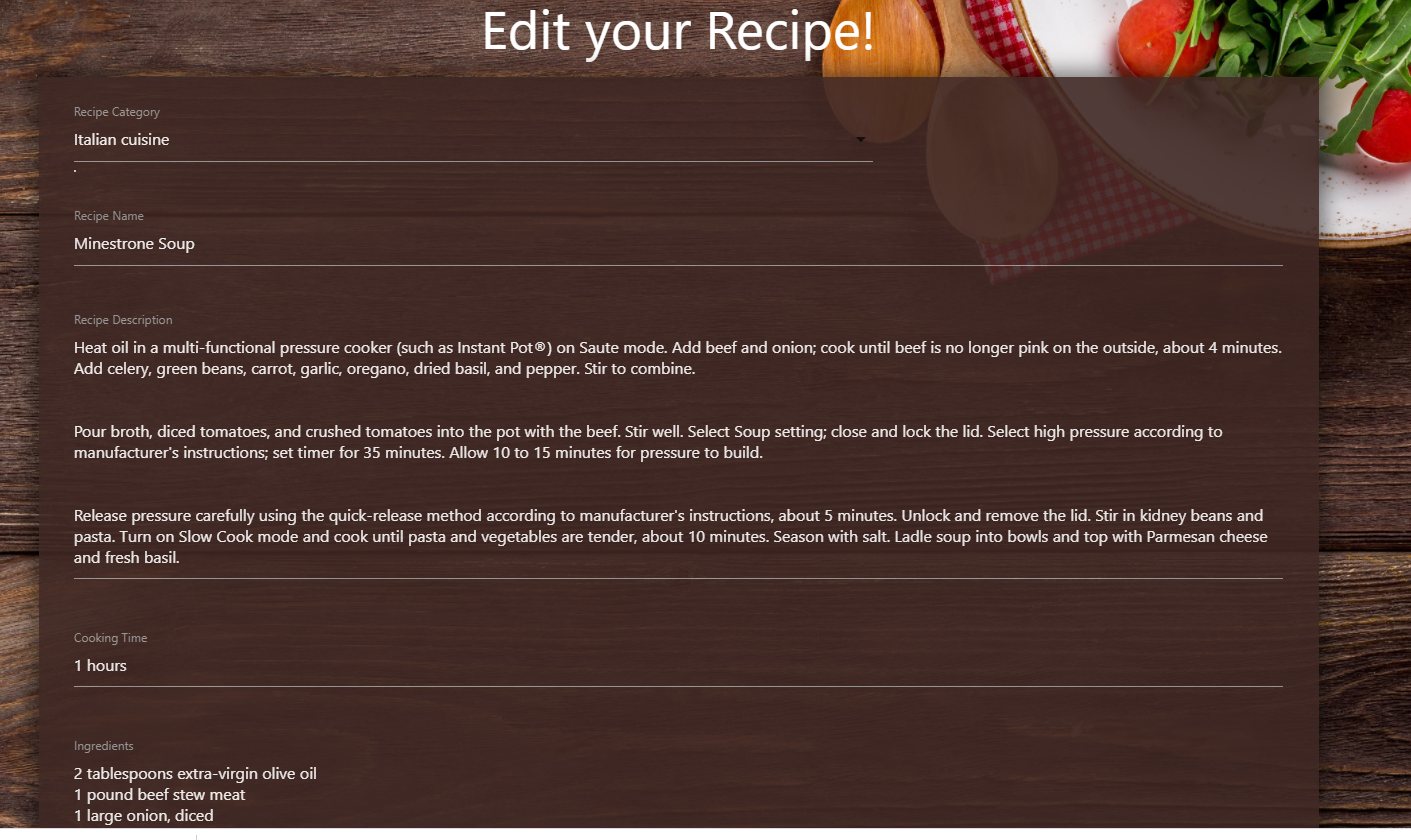 Edit your Recipe!
Recipe Category
Italian cuisine
.
Recipe Name
Minestrone Soup
Recipe Description
Heat oil in a multi-functional pressure cooker (such as Instant Pot®) on Saute mode. Add beef and onion; cook until beef is no longer pink on the outside, about 4 minutes.
Add celery, green beans, carrot, garlic, oregano, dried basil, and pepper. Stir to combine.
Pour broth, diced tomatoes, and crushed tomatoes into the pot with the beef. Stir well. Select Soup setting; close and lock the lid. Select high pressure according to
manufacturer's instructions; set timer for 35 minutes. Allow 10 to 15 minutes for pressure to build.
Release pressure carefully using the quick-release method according to manufacturer's instructions, about 5 minutes. Unlock and remove the lid. Stir in kidney beans and
pasta. Turn on Slow Cook mode and cook until pasta and vegetables are tender, about 10 minutes. Season with salt. Ladle soup into bowls and top with Parmesan cheese
and fresh basil.
Cooking Time
1 hours
Ingredients
2 tablespoons extra-virgin olive oil
1 pound beef stew meat
1 large onion, diced